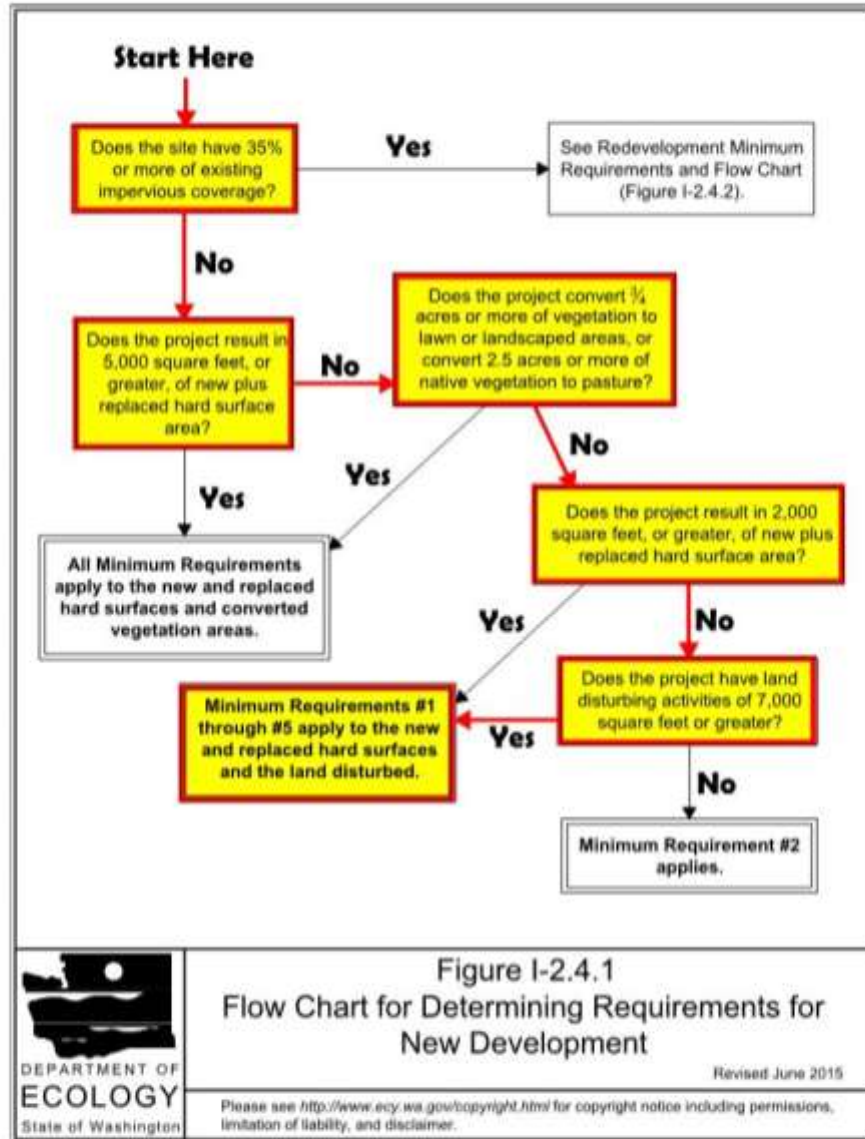 Start Here
Does the site have 35%
or more of existing
impervious coverage?
Yes
See Redevelopment Minimum
Requirements and Flow Chart
(Figure I-2.4.2).
No
Does the project result in
5,000 square feet, or
greater, of new plus
replaced hard surface
area?
No
Does the project convert ¾
acres or more of vegetation to
lawn or landscaped areas, or
convert 2.5 acres or more of
native vegetation to pasture?
Yes
Yes
No
All Minimum Requirements
apply to the new and replaced
hard surfaces and converted
vegetation areas.
Does the project result in 2,000
square feet, or greater, of new plus
replaced hard surface area?
Yes
No
Minimum Requirements #1
through #5 apply to the new
and replaced hard surfaces
and the land disturbed.
Yes
Does the project have land
disturbing activities of 7,000
square feet or greater?
No
Minimum Requirement #2
applies.
DEPARTMENT OF
ECOLOGY
State of Washington
Figure I-2.4.1
Flow Chart for Determining Requirements for
New Development
Revised June 2015
Please see http://www.ecy.wa.gov/copyright.html for copyright notice including permissions,
limitation of liability, and disclaimer.